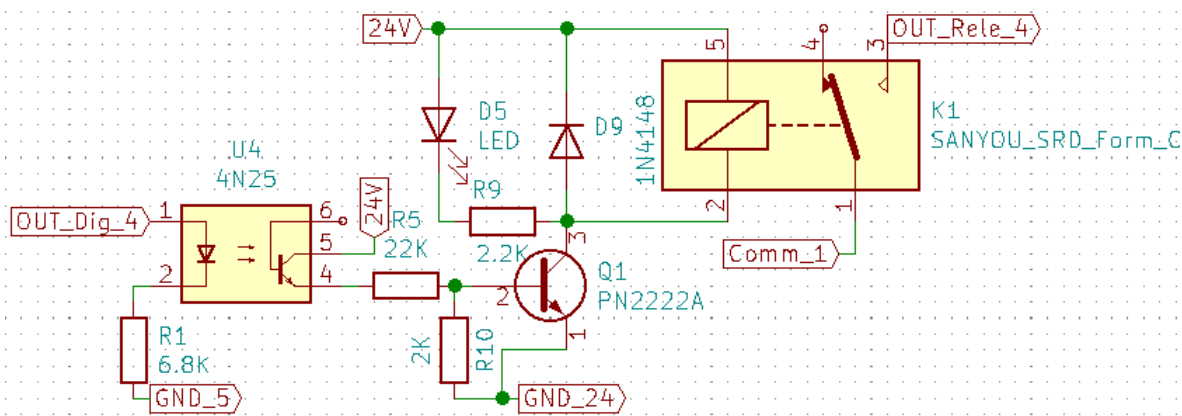 24V
5
4
3
OUT_Rele_4
D5
LED
D9
1N4148
K1
SANYOU_SRD_Form_C
U4
4N25
24V
R9
2.2K
2
1
OUT_Dig_4
1
6
5
4
2
R5
22K
3
Comm_1
Q1
PN2222A
2
1
R1
6.8K
2K
R10
GND_5
GND_24